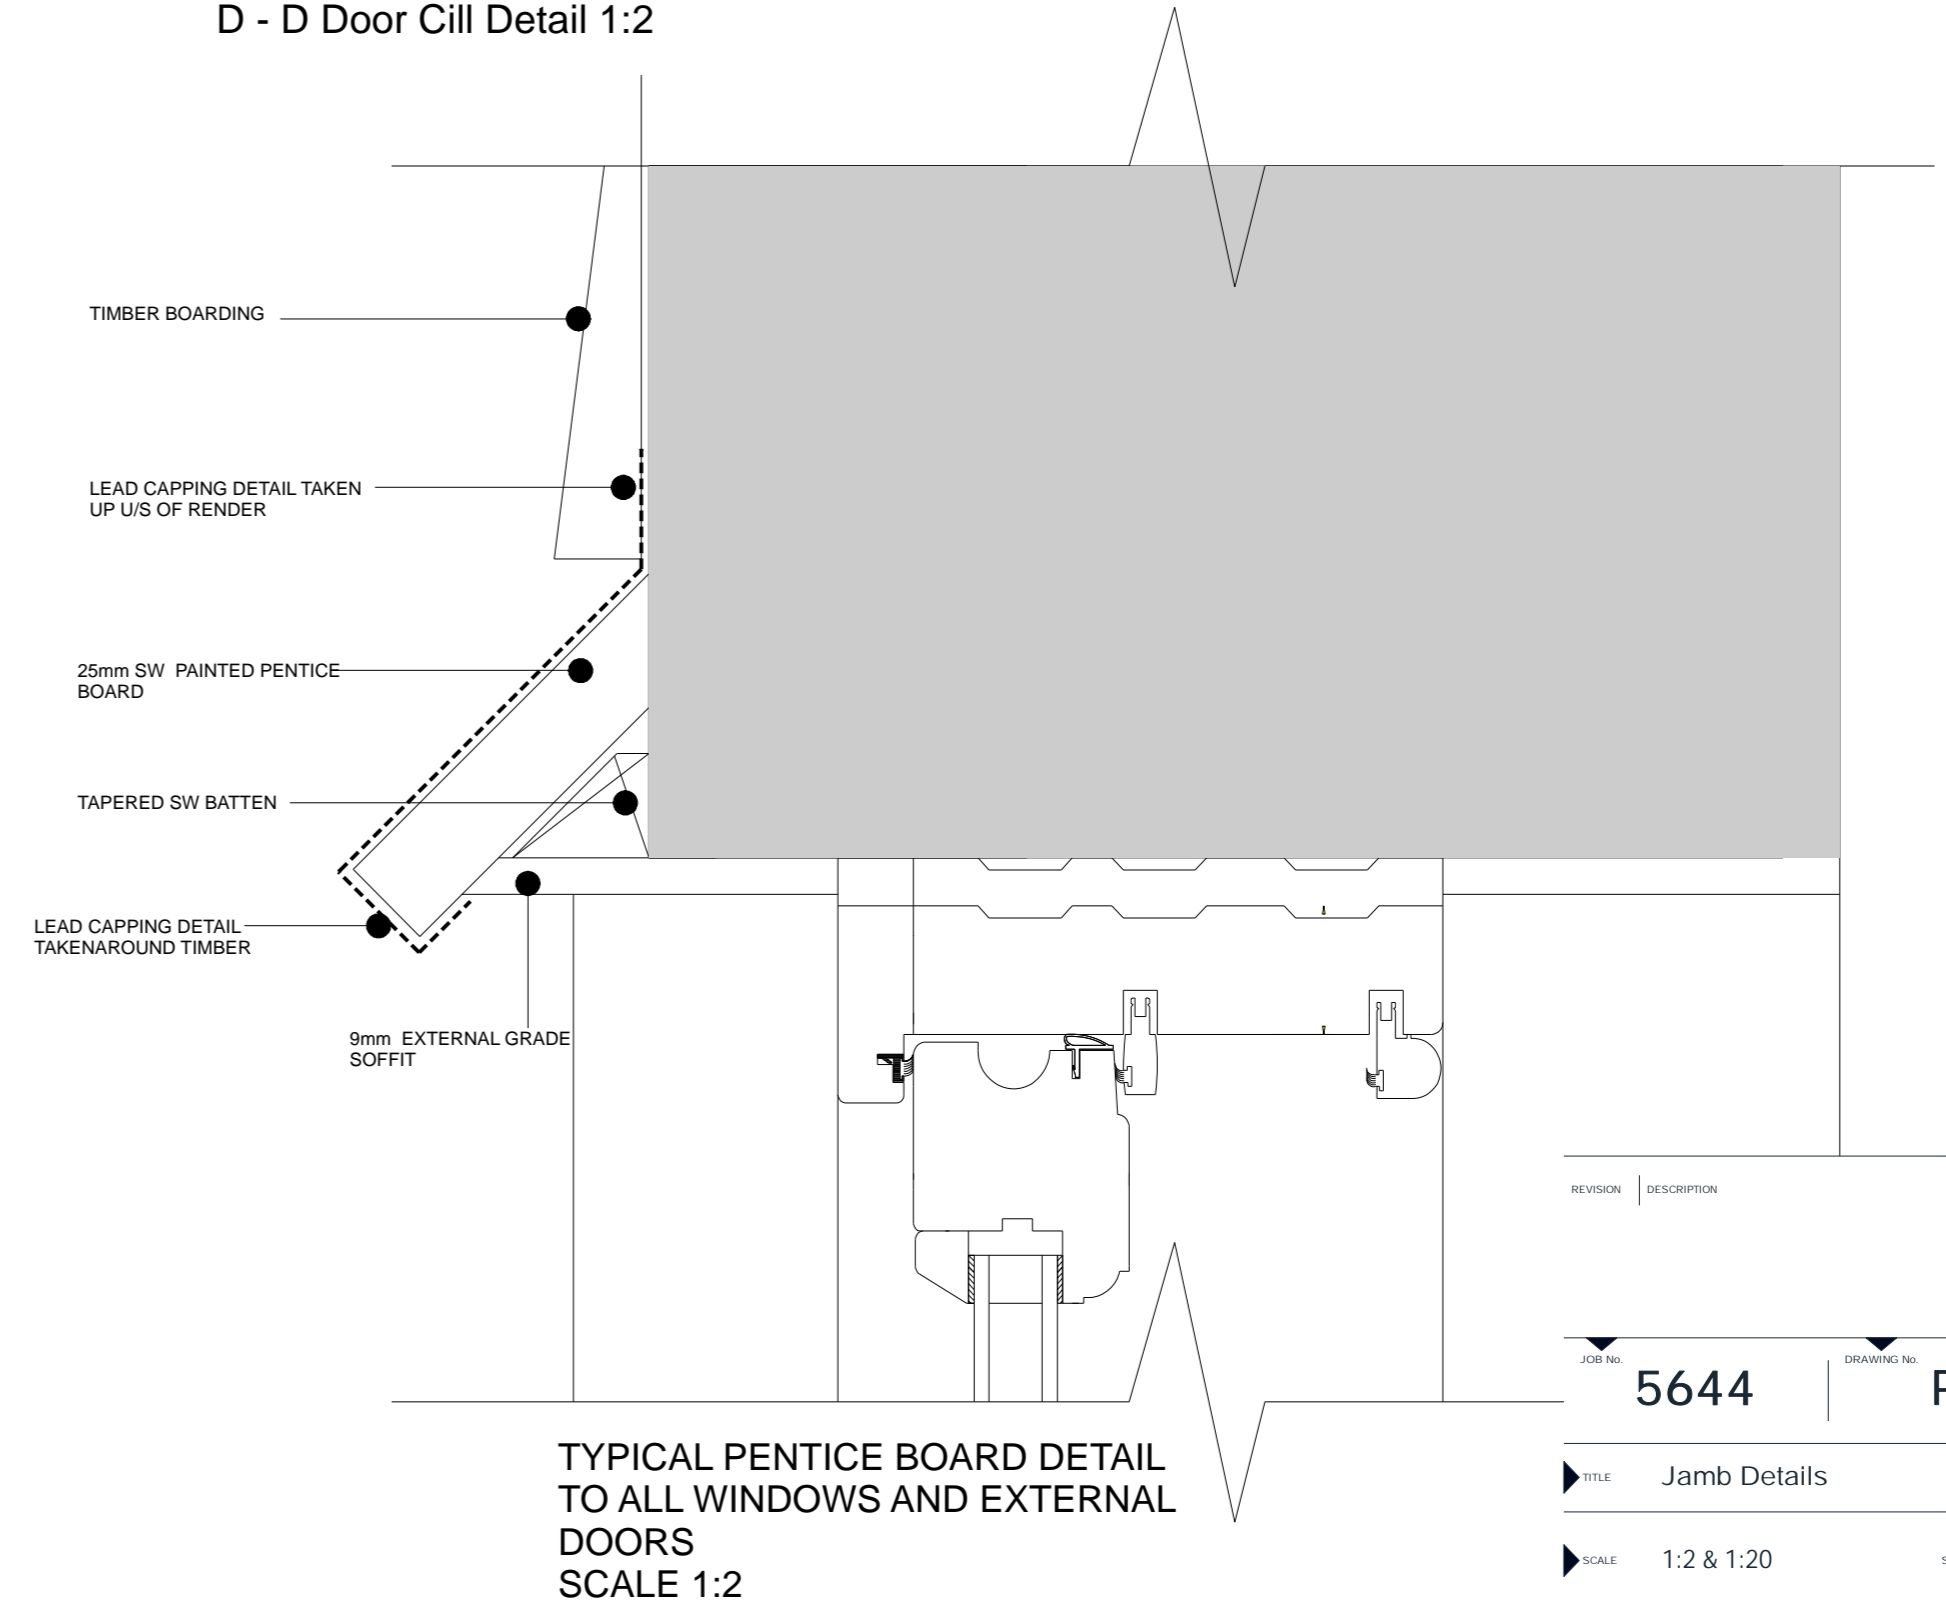 D - D Door Cill Detail 1:2
TIMBER BOARDING
LEAD CAPPING DETAIL TAKEN
UP U/S OF RENDER
25mm SW  PAINTED PENTICE
BOARD
TAPERED SW BATTEN
LEAD CAPPING DETAIL
TAKENAROUND TIMBER
9mm  EXTERNAL GRADE
SOFFIT
TYPICAL PENTICE BOARD DETAIL
TO ALL WINDOWS AND EXTERNAL
DOORS
SCALE 1:2
REVISION DESCRIPTION
JOB No. DRAWING No.
5644
TITLE Jamb Details
SCALE 1:2 & 1:20